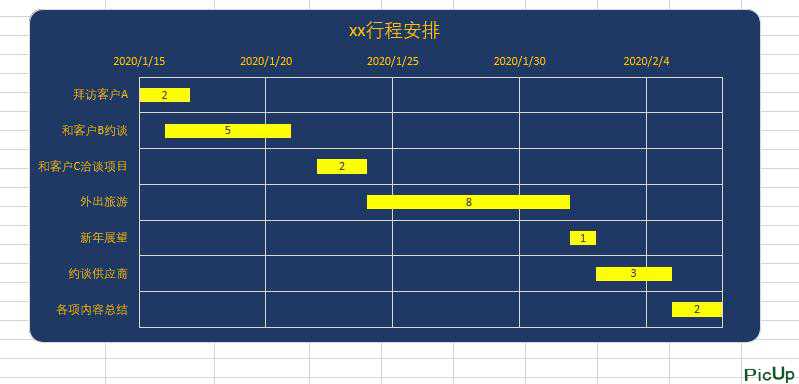 xx行程安排
2020/1/15 2020/1/20 2020/1/25 2020/1/30 2020/2/4
拜访客户A 2
和客户B约谈 5
和客户C洽谈项目 2
外出旅游 8
新年展望 1
约谈供应商 3
各项内容总结 2
PicUp